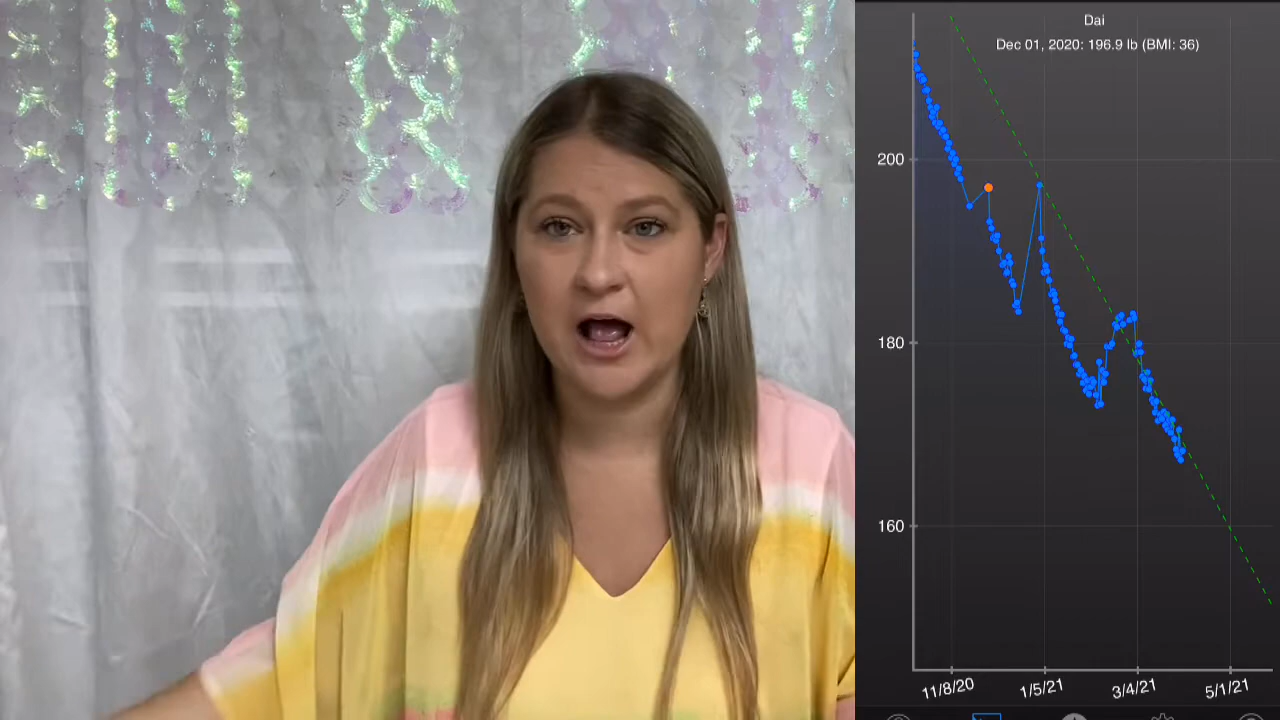 Dai
Dec 01, 2020: 196.9 lb (BMI: 36)
200
180
160
11/8/20 1/5/21 3/4/21 5/1/21